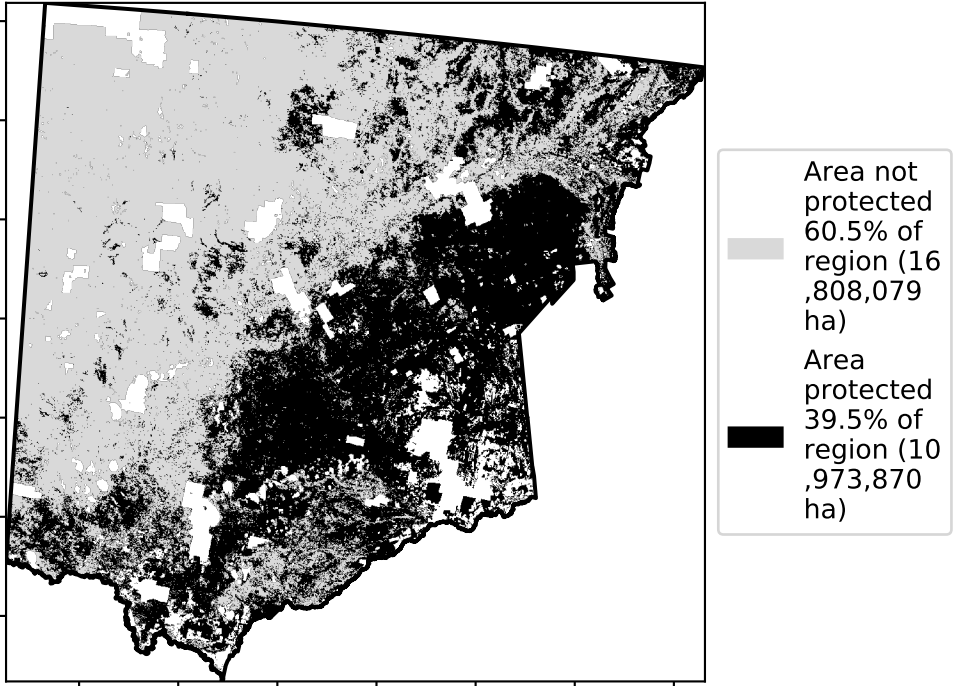 Area not
protected
60.5% of
region (16
,808,079
ha)
Area
protected
39.5% of
region (10
,973,870
ha)